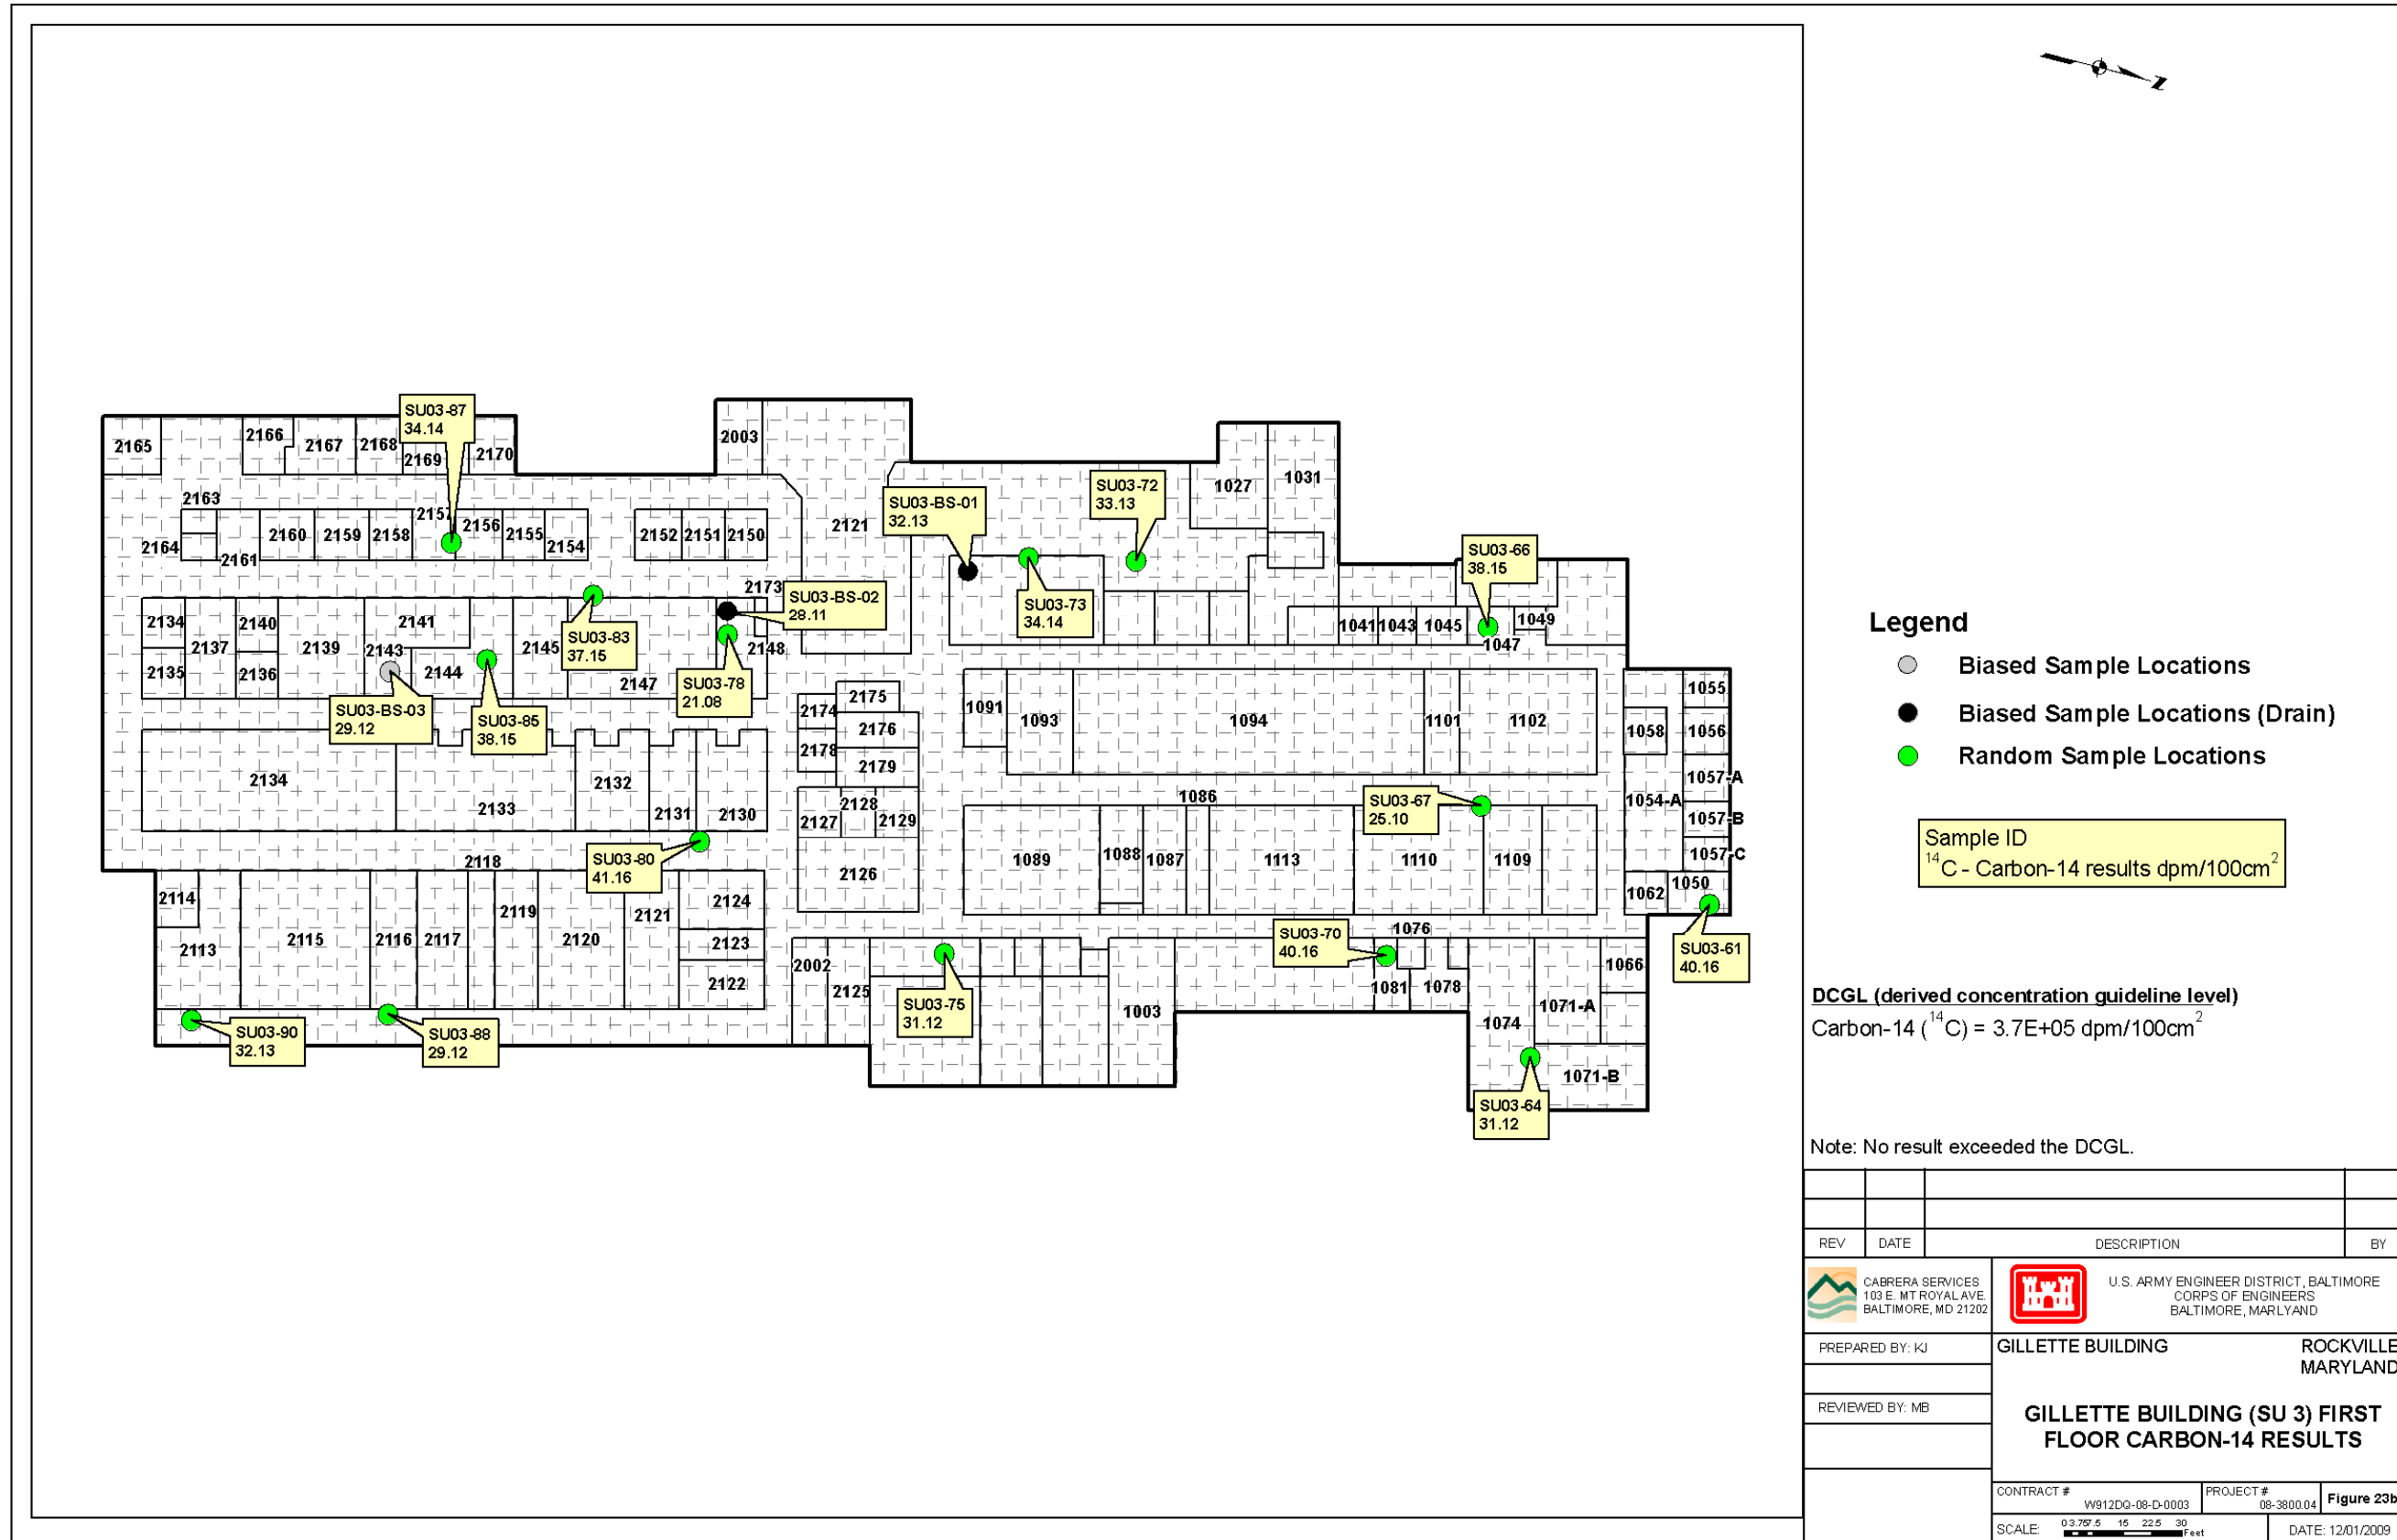 SU03-87
34.14
2165
2166
2167
2168
2169
2170
2003
2163
2157
2156
2155
2154
2160
2159
2158
2164
2161
2152
2151
2150
2121
2173
SU03-BS-01
32.13
SU03-72
33.13
1027
1031
SU03-73
34.14
SU03-66
38.15
1041
1043
1045
1049
1047
SU03-BS-02
28.11
SU03-83
37.15
SU03-78
21.08
2148
2134
2140
2141
2137
2139
2143
2144
2145
2147
2135
2136
SU03-BS-03
29.12
SU03-85
38.15
2175
2174
2176
2178
2179
1091
1093
1094
1101
1102
1055
1058
1056
1057-A
1054-A
1057-B
1057-C
2134
2133
2132
2131
2130
2128
2127
2129
1086
SU03-67
25.10
2118
SU03-80
41.16
2126
1089
1088
1087
1113
1110
1109
1062
1050
2114
2113
2115
2116
2117
2119
2120
2121
2124
2123
2122
2002
2125
SU03-70
40.16
1076
1066
SU03-61
40.16
1081
1078
1003
1074
1071-A
1071-B
SU03-90
32.13
SU03-88
29.12
SU03-75
31.12
SU03-64
31.12
Z
Legend
Biased Sample Locations
Biased Sample Locations (Drain)
Random Sample Locations
Sample ID
14C - Carbon-14 results dpm/100cm2
DCGL (derived concentration guideline level)
Carbon-14 (14C) = 3.7E+05 dpm/100cm2
Note: No result exceeded the DCGL.
REV DATE DESCRIPTION BY
CABRERA SERVICES
103 E. MT ROYAL AVE.
BALTIMORE, MD 21202
U.S. ARMY ENGINEER DISTRICT, BALTIMORE
CORPS OF ENGINEERS
BALTIMORE, MARLYAND
PREPARED BY: KJ
GILLETTE BUILDING ROCKVILLE
MARYLAND
REVIEWED BY: MB
GILLETTE BUILDING (SU 3) FIRST
FLOOR CARBON-14 RESULTS
CONTRACT #
W912DQ-08-D-0003
PROJECT #
08-3800.04
Figure 23b
SCALE: 0 3.75 7.5 15 22.5 30
Feet
DATE: 12/01/2009